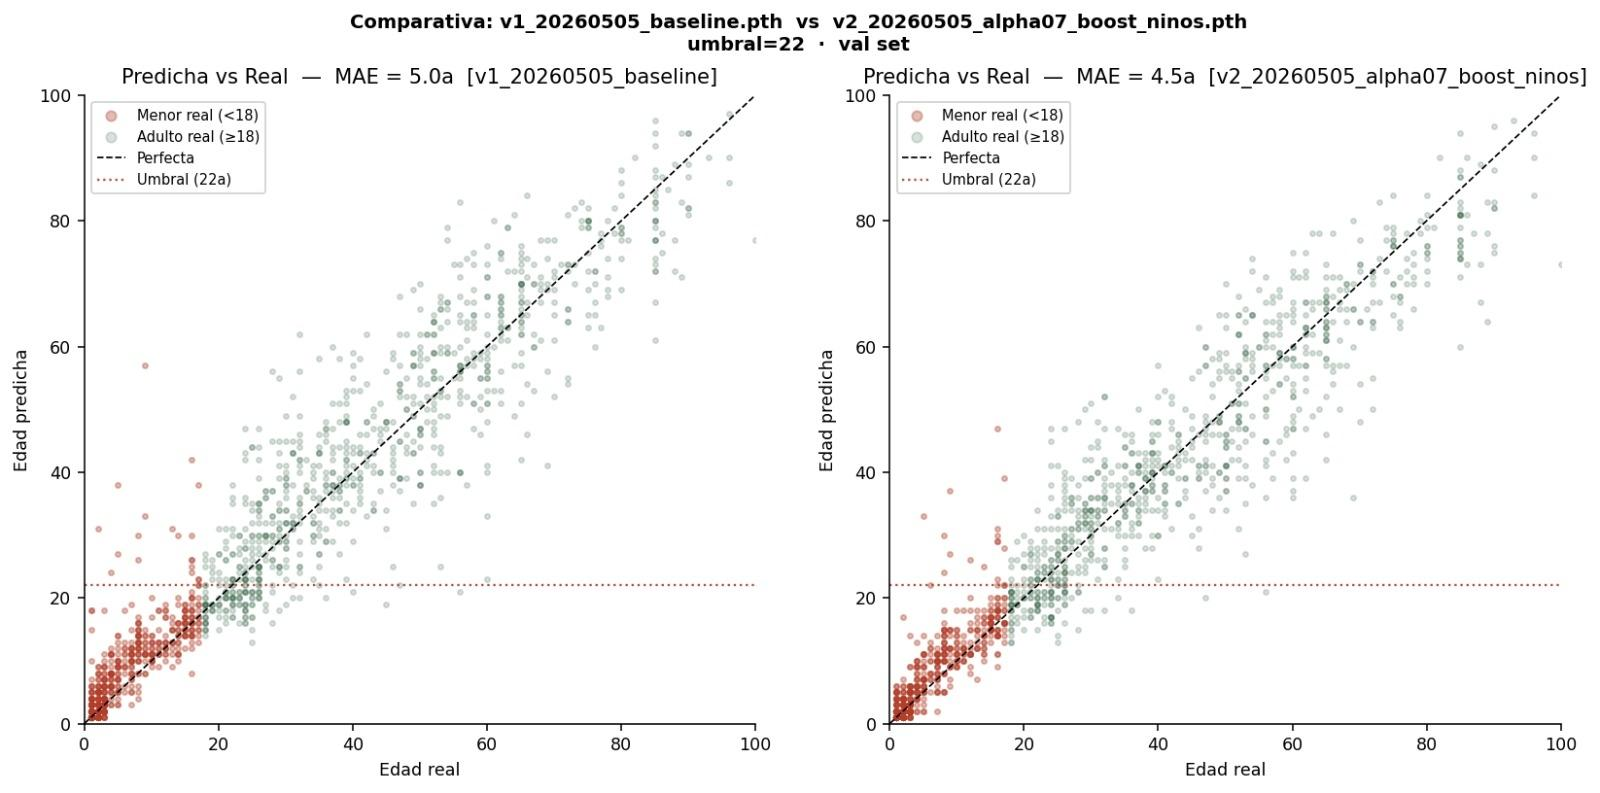 Comparativa: v1_20260505_baseline.pth vs v2_20260505_alpha07_boost_ninos.pth
umbral=22 · val set
Predicha vs Real — MAE = 5.0a [v1_20260505_baseline]
100
80
60
40
20
0
Edad predicha
Menor real (<18)
Adulto real (≥18)
Perfecta
Umbral (22a)
0 20 40 60 80 100
Edad real
Predicha vs Real — MAE = 4.5a [v2_20260505_alpha07_boost_ninos]
100
80
60
40
20
0
Edad predicha
Menor real (<18)
Adulto real (≥18)
Perfecta
Umbral (22a)
0 20 40 60 80 100
Edad real